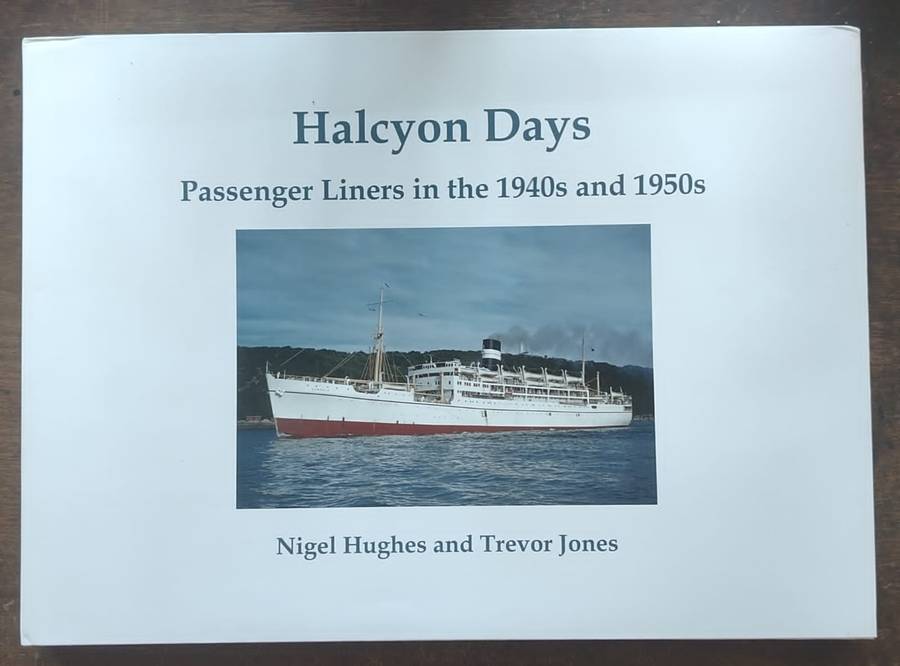 Halcyon Days
Passenger Liners in the 1940s and 1950s
Nigel Hughes and Trevor Jones